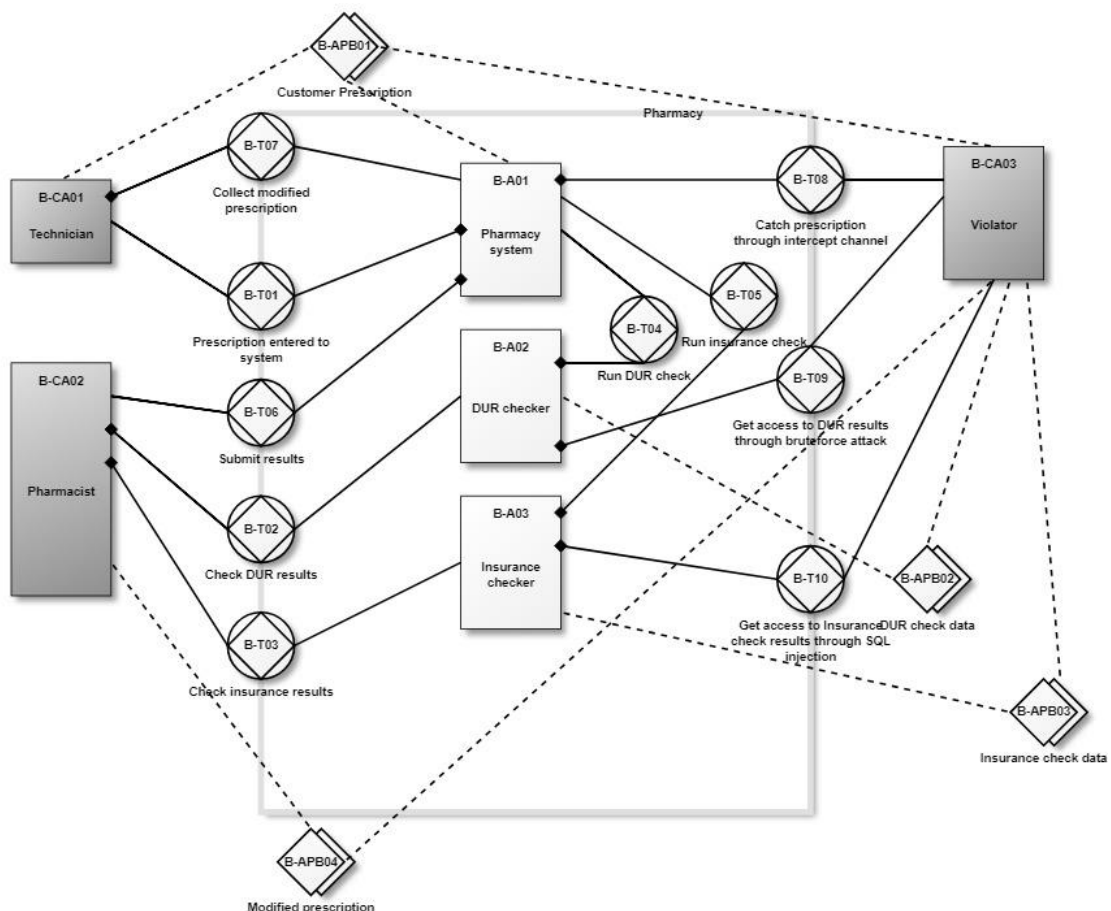 B-APB01
Customer Prescription
Pharmacy
B-T07
Collect modified
prescription
B-CA01
Technician
B-A01
Pharmacy
system
B-T08
Catch prescription
through intercept channel
B-CA03
Violator
B-T01
Prescription entered to
system
B-T05
Run insurance check
B-T04
Run DUR check
B-CA02
Pharmacist
B-T06
Submit results
B-A02
DUR checker
B-T09
Get access to DUR results
through bruteforce attack
B-T02
Check DUR results
B-A03
Insurance
checker
B-T10
Get access to Insurance
check results through SQL
injection
B-APB02
DUR check data
B-T03
Check insurance results
B-APB03
Insurance check data
B-APB04
Modified prescription